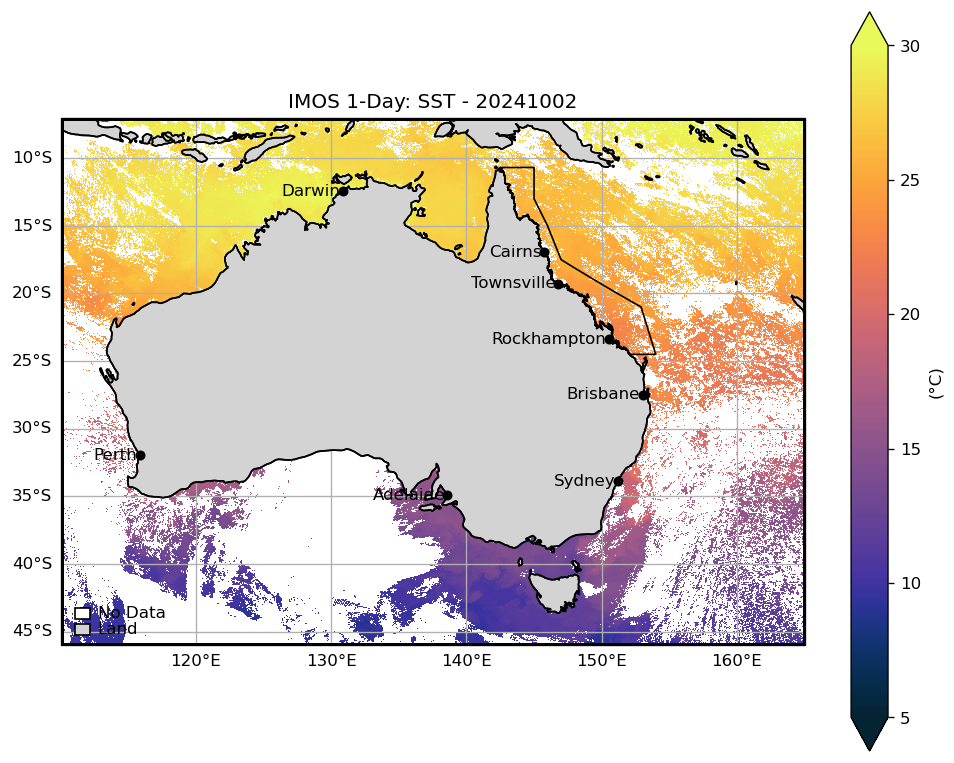 IMOS 1-Day: SST - 20241002
30
10°S
25
Darwin
15°S
Cairns
Townsville
20°S
20
Rockhampton
25°S
(°C)
Brisbane
30°S
15
Perth
Sydney
35°S
Adelaide
40°S
10
No Data
Land
45°S
120°E 130°E 140°E 150°E 160°E
5